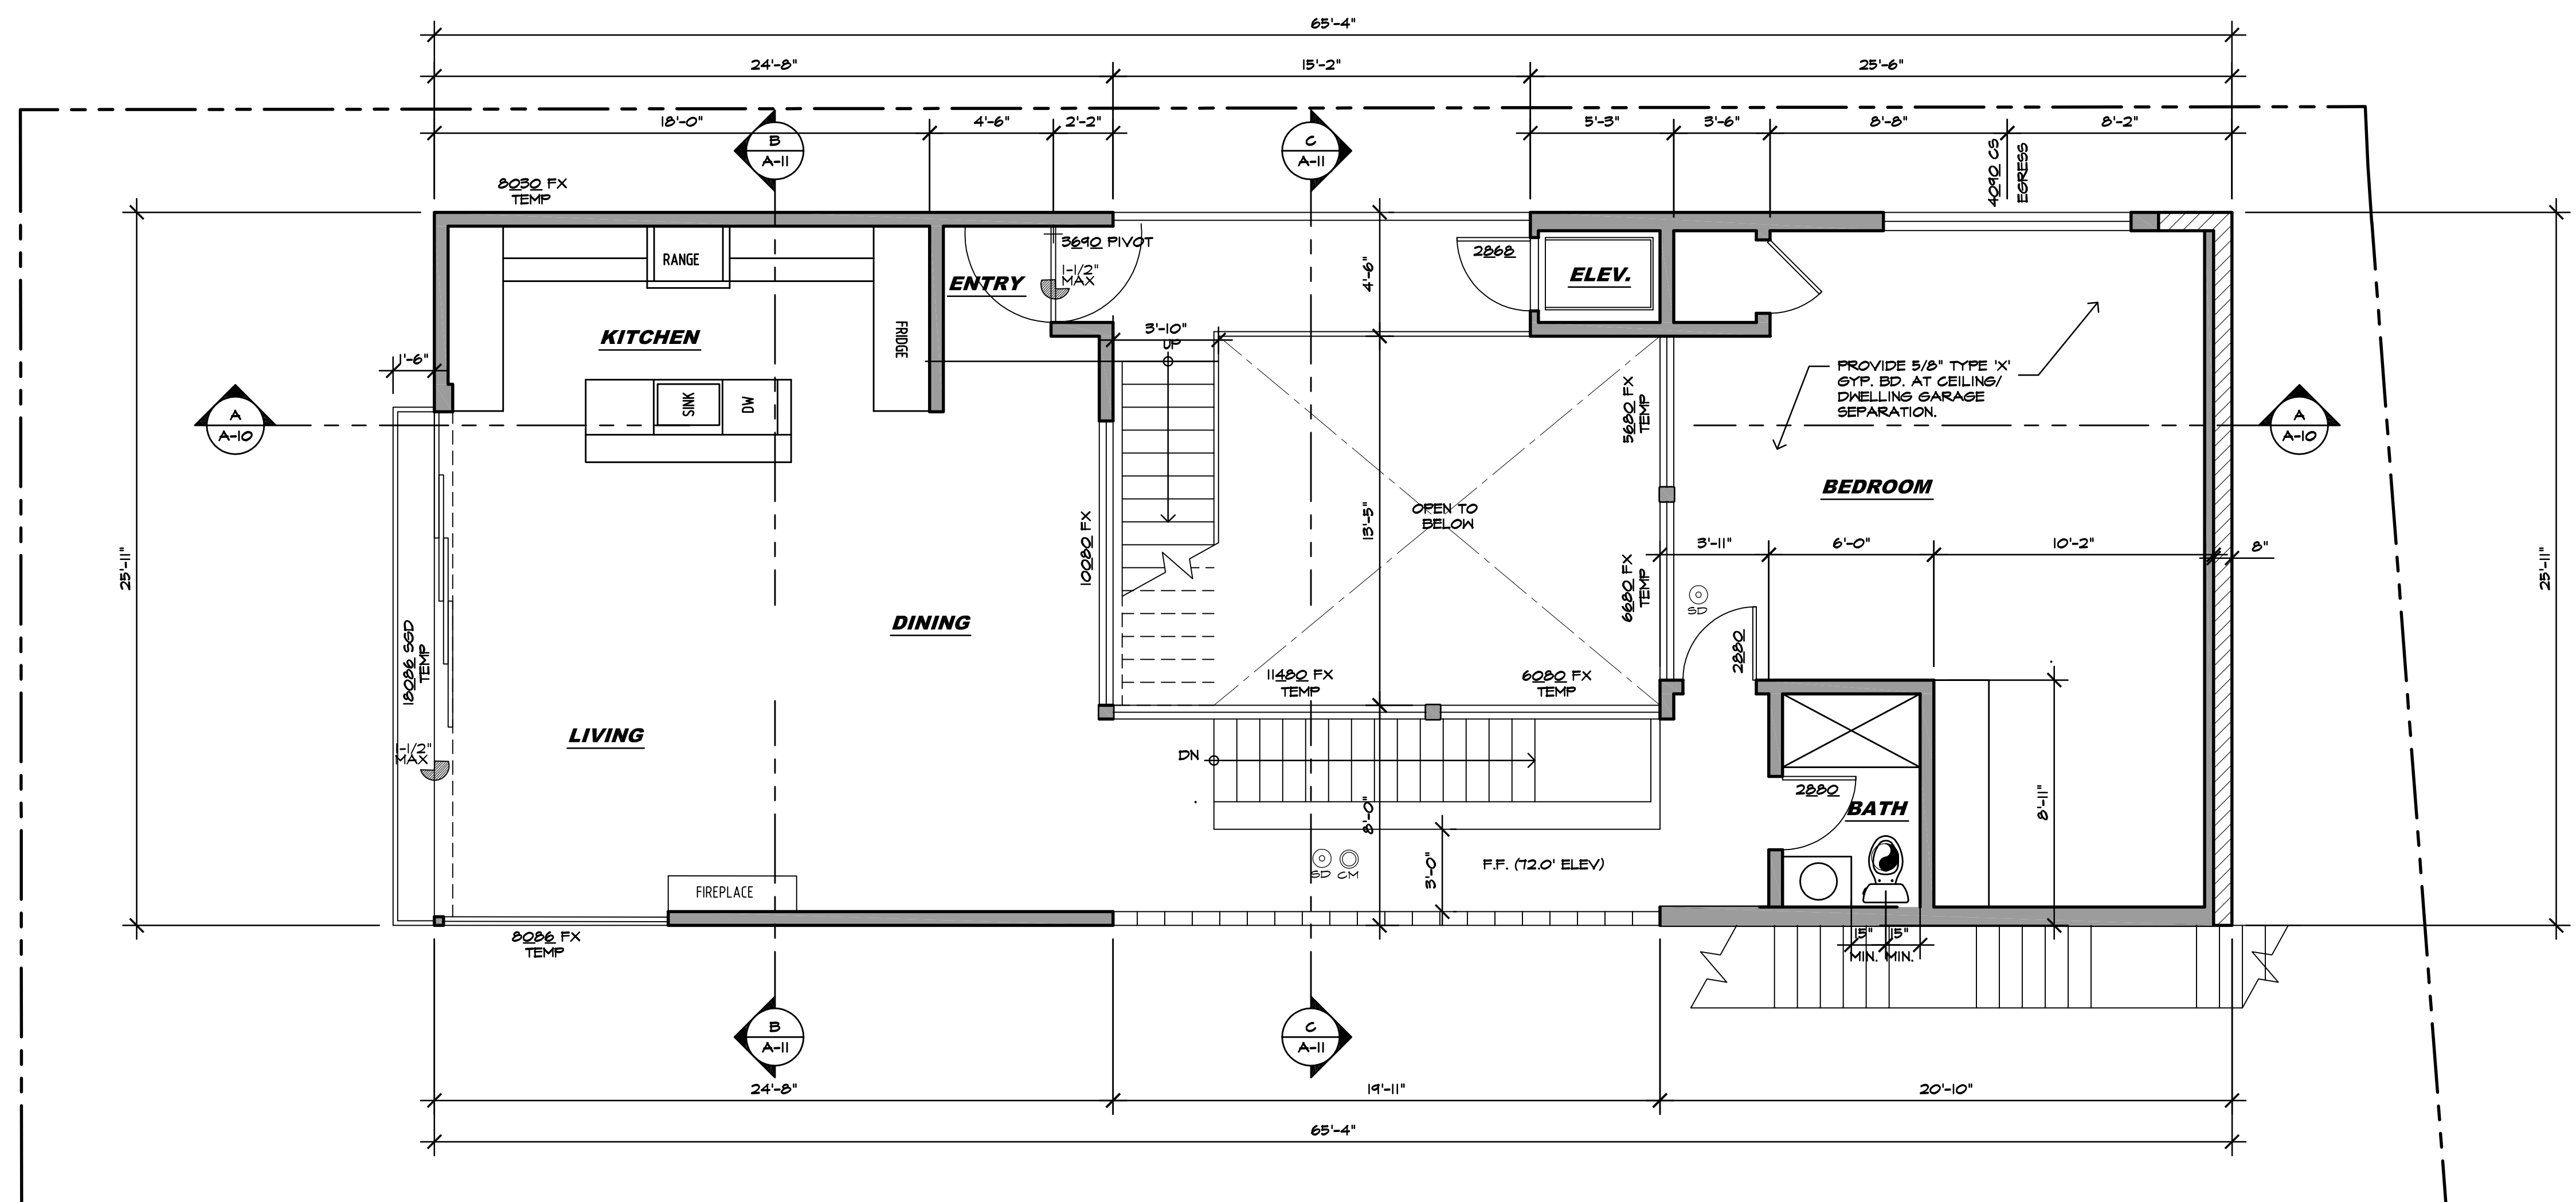 65'-4"
24'-8"
15'-2"
25'-6"
18'-0"
4'-6"
2'-2"
5'-3"
3'-6"
8'-8"
8'-2"
B
A-11
C
A-11
4090 CS
EGRESS
8030 FX
TEMP
3690 PIVOT
1-1/2"
MAX
RANGE
ENTRY
2868
ELEV.
4'-6"
KITCHEN
FRIDGE
3'-10"
UP
1'-6"
PROVIDE 5/8" TYPE 'X'
GYP. BD. AT CEILING/
DWELLING GARAGE
SEPARATION.
A
A-10
SINK
DW
5680 FX
TEMP
A
A-10
BEDROOM
OPEN TO
BELOW
13'-5"
10080 FX
25'-11"
3'-11"
6'-0"
10'-2"
8"
25'-11"
6680 FX
TEMP
SD
DINING
2880
18086 SGD
TEMP
11480 FX
TEMP
6080 FX
TEMP
LIVING
1-1/2"
MAX
DN
2880
BATH
8'-11"
8'-0"
SD
CM
3'-0"
F.F. (72.0' ELEV)
FIREPLACE
8086 FX
TEMP
15"
MIN.
15"
MIN.
B
A-11
C
A-11
24'-8"
19'-11"
20'-10"
65'-4"